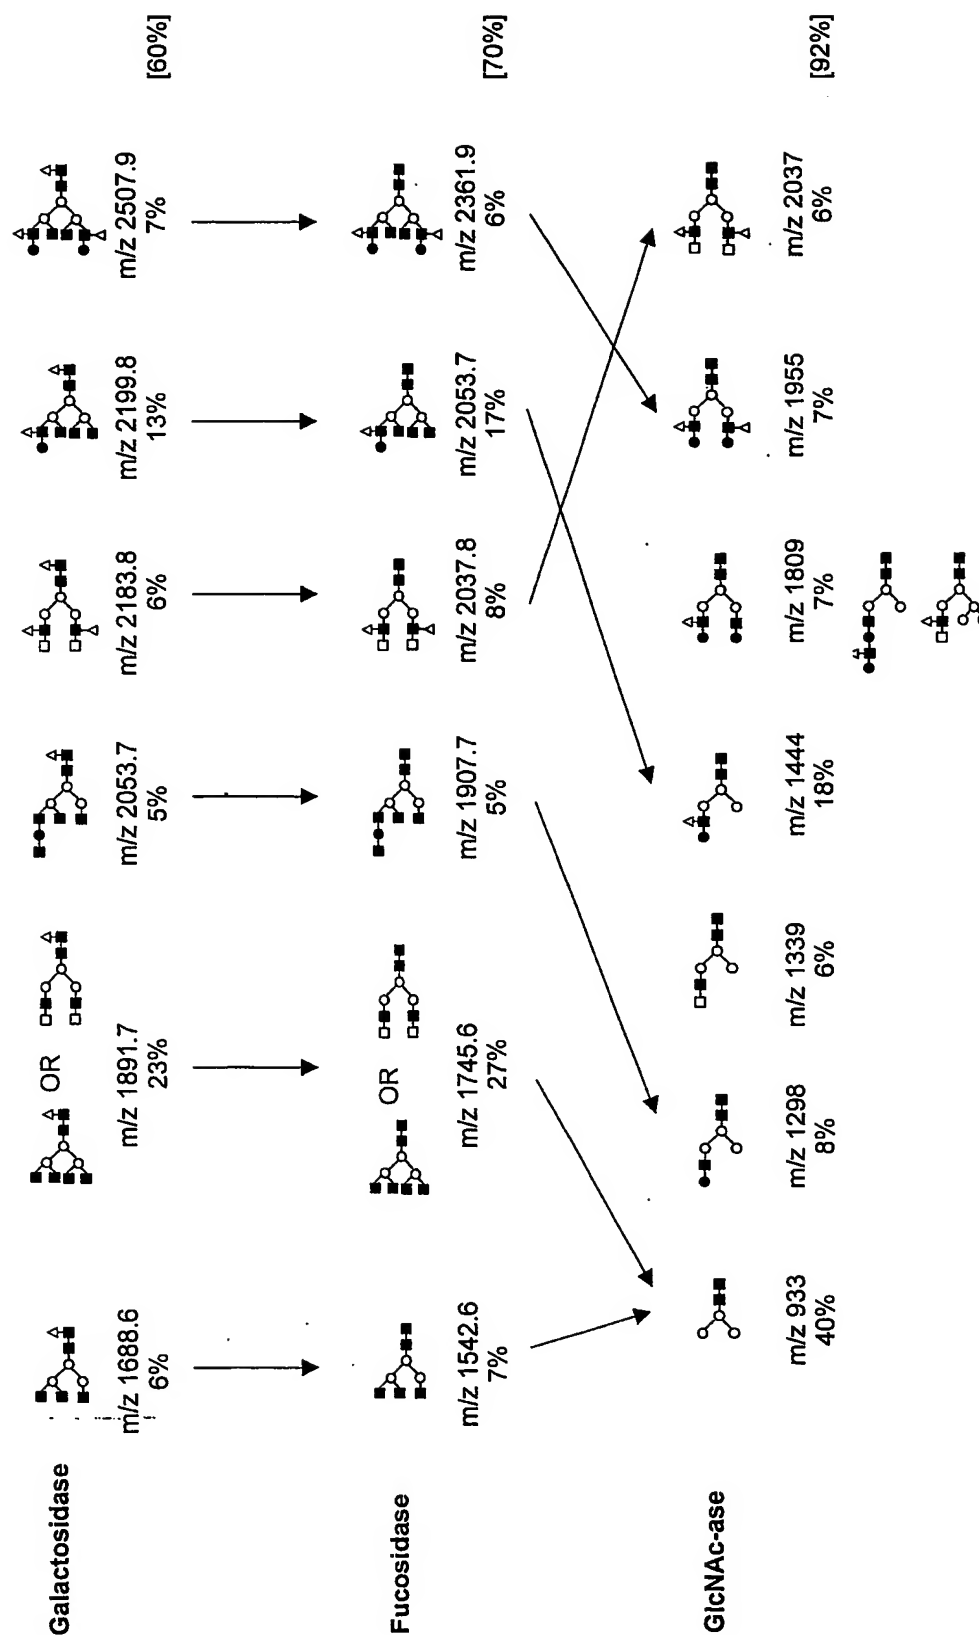 Galactosidase
m/z 1688.6
6%
OR
m/z 1891.7
23%
m/z 2053.7
5%
m/z 2183.8
6%
m/z 2199.8
13%
m/z 2507.9
7%
[60%]
Fucosidase
m/z 1542.6
7%
OR
m/z 1745.6
27%
m/z 1907.7
5%
m/z 2037.8
8%
m/z 2053.7
17%
m/z 2361.9
6%
[70%]
GlcNAc-ase
m/z 933
40%
m/z 1298
8%
m/z 1339
6%
m/z 1444
18%
m/z 1809
7%
m/z 1955
7%
m/z 2037
6%
[92%]